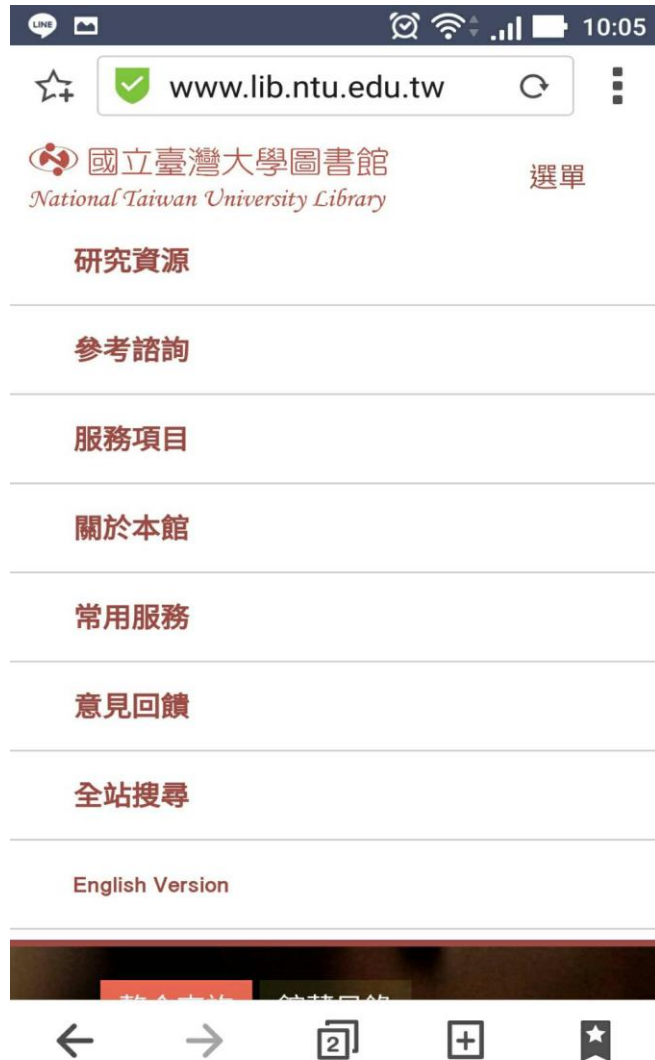 LINE 10:05
www.lib.ntu.edu.tw
國立臺灣大學圖書館
National Taiwan University Library
選單
研究資源
參考諮詢
服務項目
關於本館
常用服務
意見回饋
全站搜尋
English Version
2